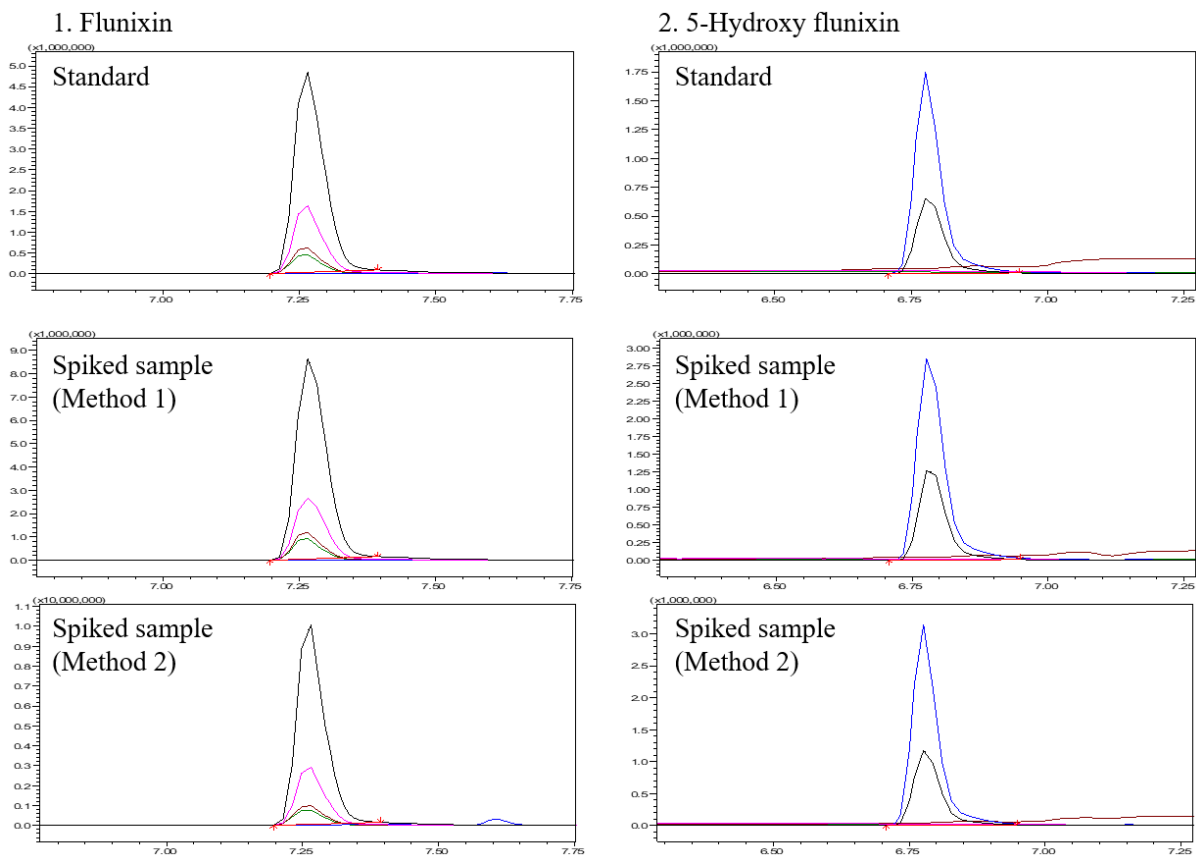 1. Flunixin
(x1,000,000)
Standard
5.0
4.5
4.0
3.5
3.0
2.5
2.0
1.5
1.0
0.5
0.0
7.00 7.25 7.50 7.75
2. 5-Hydroxy flunixin
(x1,000,000)
Standard
1.75
1.50
1.25
1.00
0.75
0.50
0.25
0.00
6.50 6.75 7.00 7.25
(x1,000,000)
Spiked sample
(Method 1)
9.0
8.0
7.0
6.0
5.0
4.0
3.0
2.0
1.0
0.0
7.00 7.25 7.50 7.75
(x1,000,000)
Spiked sample
(Method 1)
3.00
2.75
2.50
2.25
2.00
1.75
1.50
1.25
1.00
0.75
0.50
0.25
0.00
6.50 6.75 7.00 7.25
(x10,000,000)
Spiked sample
(Method 2)
1.1
1.0
0.9
0.8
0.7
0.6
0.5
0.4
0.3
0.2
0.1
0.0
7.00 7.25 7.50 7.75
(x1,000,000)
Spiked sample
(Method 2)
3.0
2.5
2.0
1.5
1.0
0.5
0.0
6.50 6.75 7.00 7.25